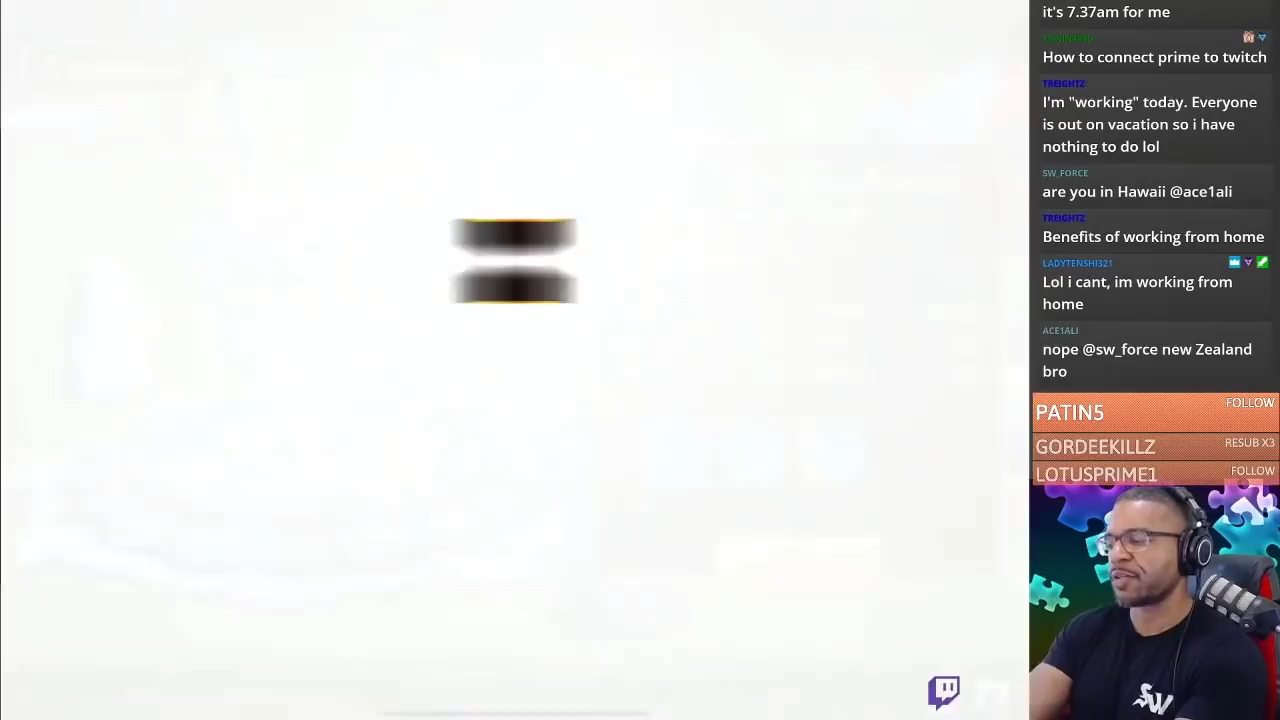 it's 7.37am for me
How to connect prime to twitch
TREIGHTZ
I'm "working" today. Everyone
is out on vacation so i have
nothing to do lol
SW_FORCE
are you in Hawaii @ace1ali
TREIGHTZ
Benefits of working from home
LADYTENSHI321
Lol i cant, im working from
home
ACE1ALI
nope @sw_force new Zealand
bro
PATIN5 FOLLOW
GORDEEKILLZ RESUB X3
LOTUSPRIME1 FOLLOW
SW